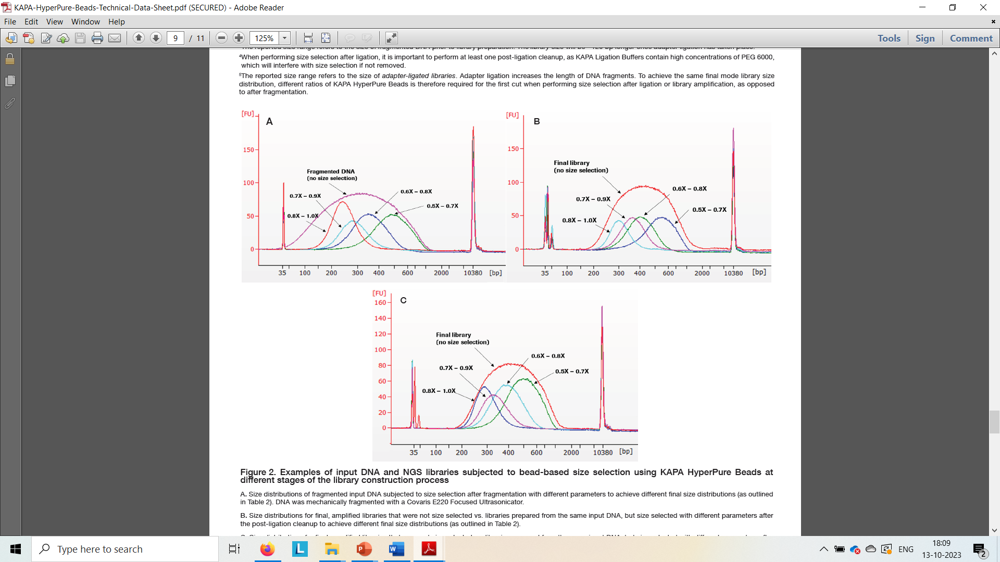 KAPA-HyperPure-Beads-Technical-Data-Sheet.pdf (SECURED) - Adobe Reader
File Edit View Window Help
9 / 11 125% Tools Sign Comment
⁴When performing size selection after ligation, it is important to perform at least one post-ligation cleanup, as KAPA Ligation Buffers contain high concentrations of PEG 6000,
which will interfere with size selection if not removed.
⁵The reported size range refers to the size of adapter-ligated libraries. Adapter ligation increases the length of DNA fragments. To achieve the same final mode library size
distribution, different ratios of KAPA HyperPure Beads is therefore required for the first cut when performing size selection after ligation or library amplification, as opposed
to after fragmentation.
[FU]
A
150
100
50
0
Fragmented DNA
(no size selection)
0.7X – 0.9X
0.8X – 1.0X
0.6X – 0.8X
0.5X – 0.7X
35 100 200 300 400 600 2000 10380 [bp]
[FU]
B
150
100
50
0
Final library
(no size selection)
0.7X – 0.9X
0.8X – 1.0X
0.6X – 0.8X
0.5X – 0.7X
35 100 200 300 400 600 2000 10380 [bp]
[FU]
C
160
140
120
100
80
60
40
20
0
Final library
(no size selection)
0.7X – 0.9X
0.8X – 1.0X
0.6X – 0.8X
0.5X – 0.7X
35 100 200 300 400 600 2000 10380 [bp]
Figure 2. Examples of input DNA and NGS libraries subjected to bead-based size selection using KAPA HyperPure Beads at
different stages of the library construction process
A. Size distributions of fragmented input DNA subjected to size selection after fragmentation with different parameters to achieve different final size distributions (as outlined
in Table 2). DNA was mechanically fragmented with a Covaris E220 Focused Ultrasonicator.
B. Size distributions for final, amplified libraries that were not size selected vs. libraries prepared from the same input DNA, but size selected with different parameters after
the post-ligation cleanup to achieve different final size distributions (as outlined in Table 2).
Type here to search
L
P
W
ENG
18:09
13-10-2023
2